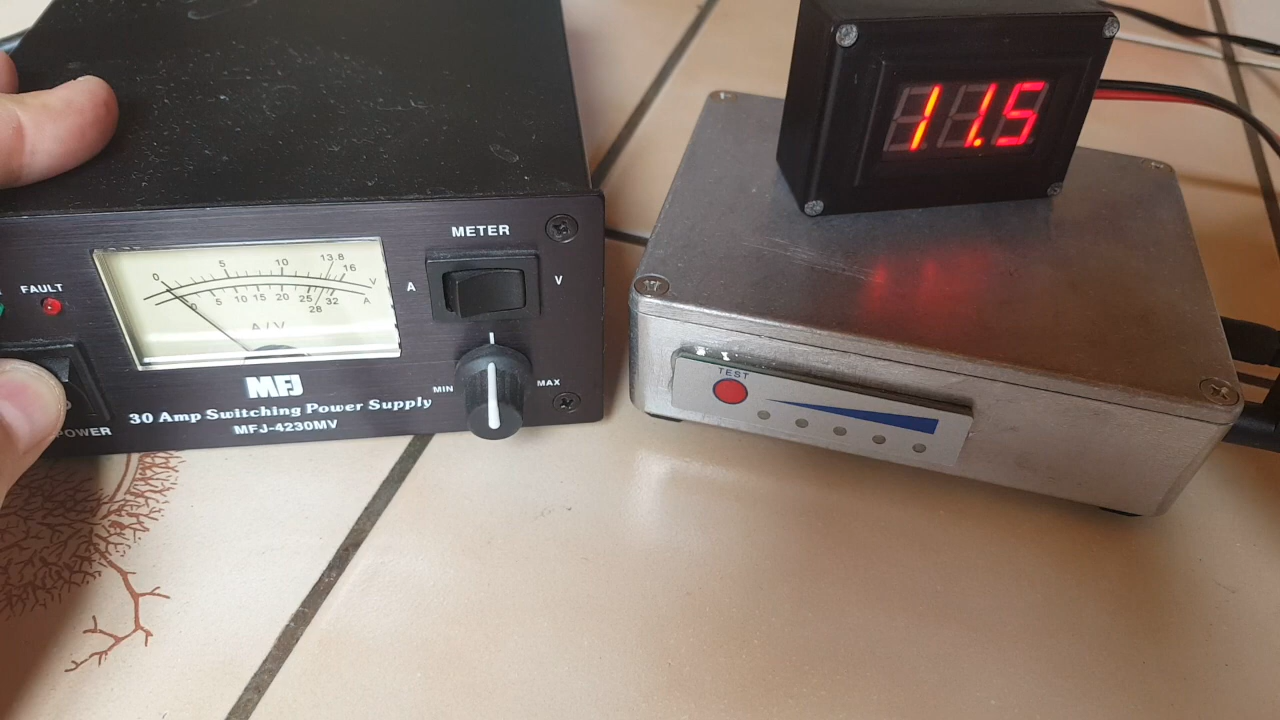 11.5
METER
A
V
FAULT
0 5 10 13.8 16 V
0 5 10 15 20 25 28 32 A
A/V
MFJ
MIN
MAX
30 Amp Switching Power Supply
MFJ-4230MV
POWER
TEST